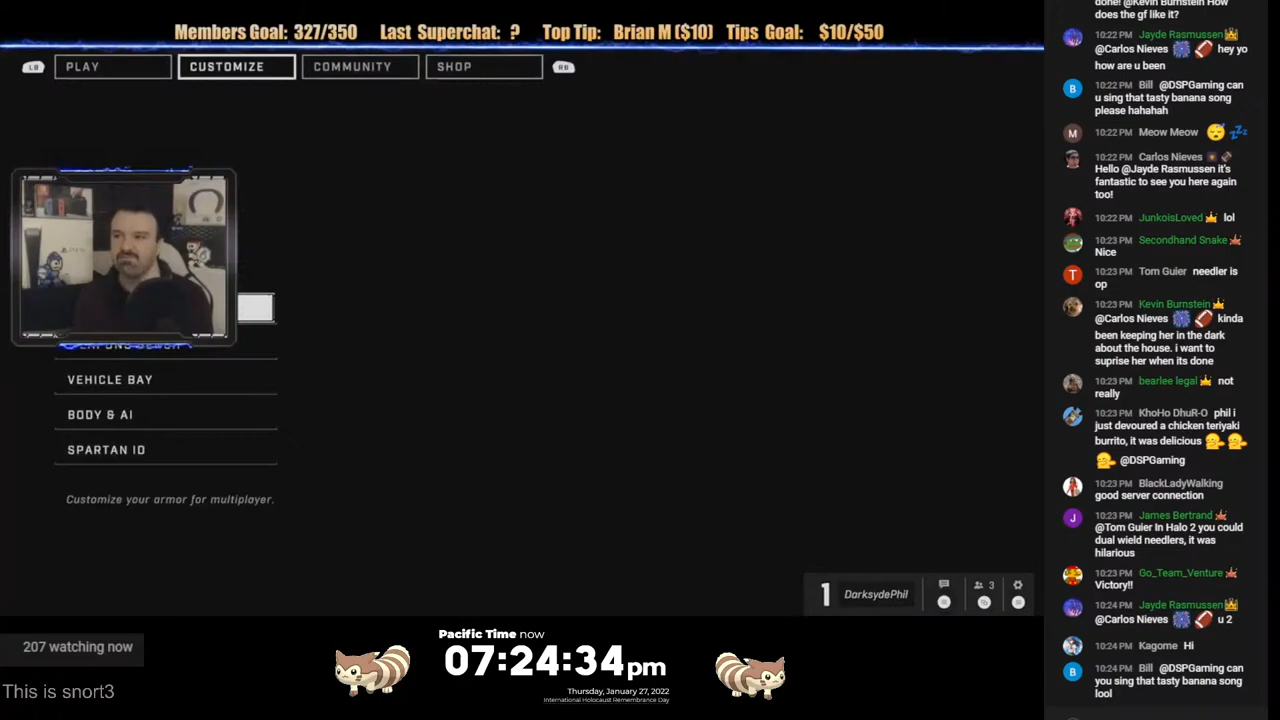 Members Goal: 327/350 Last Superchat: ? Top Tip: Brian M ($10) Tips Goal: $10/$50
LB PLAY CUSTOMIZE COMMUNITY SHOP RB
VEHICLE BAY
BODY & AI
SPARTAN ID
Customize your armor for multiplayer.
1 DarksydePhil 3
207 watching now
This is snort3
Pacific Time now
07:24:34pm
Thursday, January 27, 2022
International Holocaust Remembrance Day
done! @Kevin Burnstein How
does the gf like it?
10:22 PM Jayde Rasmussen
@Carlos Nieves 🎆 🏈 hey yo
how are u been
10:22 PM Bill @DSPGaming can
u sing that tasty banana song
please hahahah
10:22 PM Meow Meow 😴 💤
10:22 PM Carlos Nieves
Hello @Jayde Rasmussen it's
fantastic to see you here again
too!
10:22 PM JunkoisLoved lol
10:23 PM Secondhand Snake
Nice
10:23 PM Tom Guier needler is
op
10:23 PM Kevin Burnstein
@Carlos Nieves 🎆 🏈 kinda
been keeping her in the dark
about the house. i want to
suprise her when its done
10:23 PM bearlee legal not
really
10:23 PM KhoHo DhuR-O phil i
just devoured a chicken teriyaki
burrito, it was delicious
@DSPGaming
10:23 PM BlackLadyWalking
good server connection
10:23 PM James Bertrand
@Tom Guier In Halo 2 you could
dual wield needlers, it was
hilarious
10:23 PM Go_Team_Venture
Victory!!
10:24 PM Jayde Rasmussen
@Carlos Nieves 🎆 🏈 u 2
10:24 PM Kagome Hi
10:24 PM Bill @DSPGaming can
you sing that tasty banana song
lool